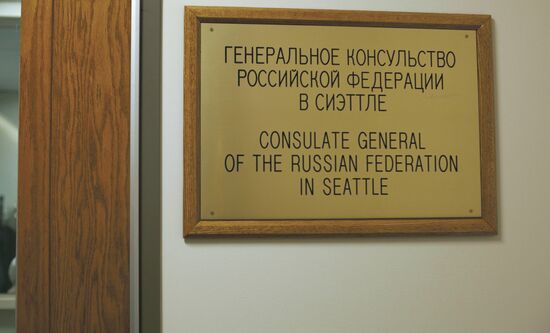 ГЕНЕРАЛЬНОЕ КОНСУЛЬСТВО
РОССИЙСКОЙ ФЕДЕРАЦИИ
В СИЭТТЛЕ
CONSULATE GENERAL
OF THE RUSSIAN FEDERATION
IN SEATTLE